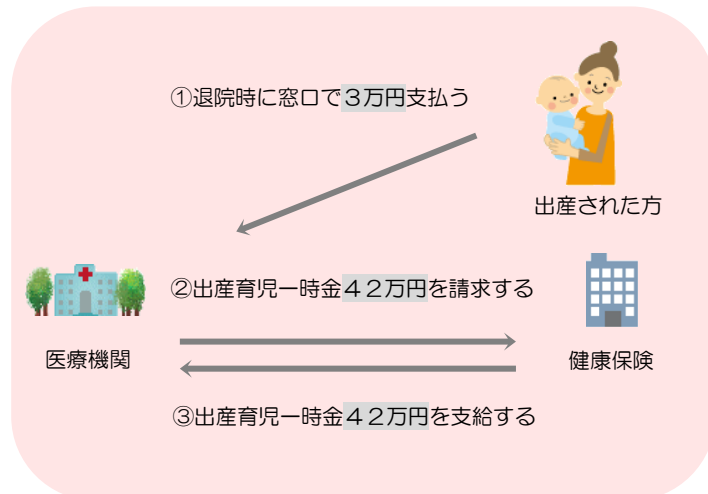 ①退院時に窓口で３万円支払う
出産された方
②出産育児一時金４２万円を請求する
医療機関
健康保険
③出産育児一時金４２万円を支給する